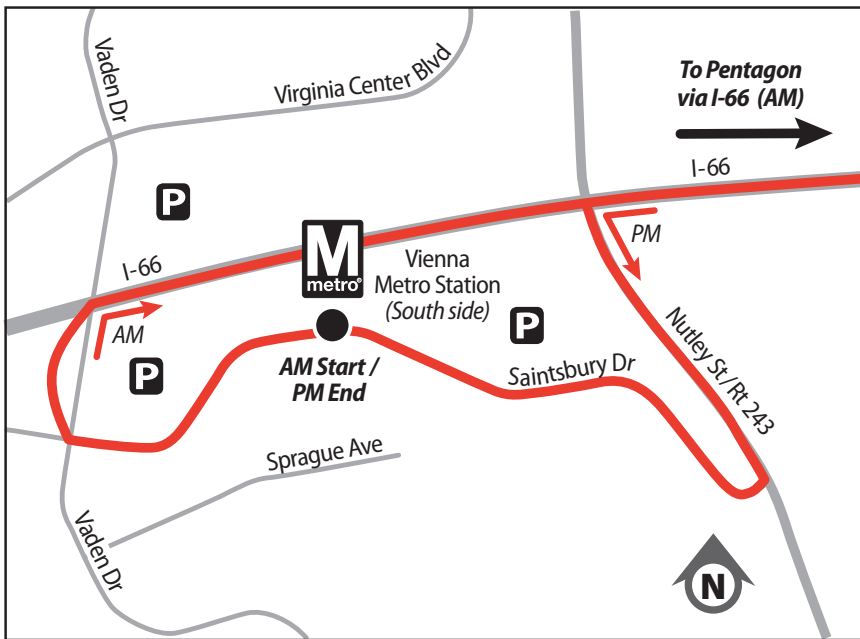 Vaden Dr
Virginia Center Blvd
To Pentagon
via I-66 (AM)
I-66
P
M
metro®
PM
I-66
Vienna
Metro Station
(South side)
AM
P
P
AM Start /
PM End
Saintsbury Dr
Nutley St / Rt 243
Sprague Ave
Vaden Dr
N